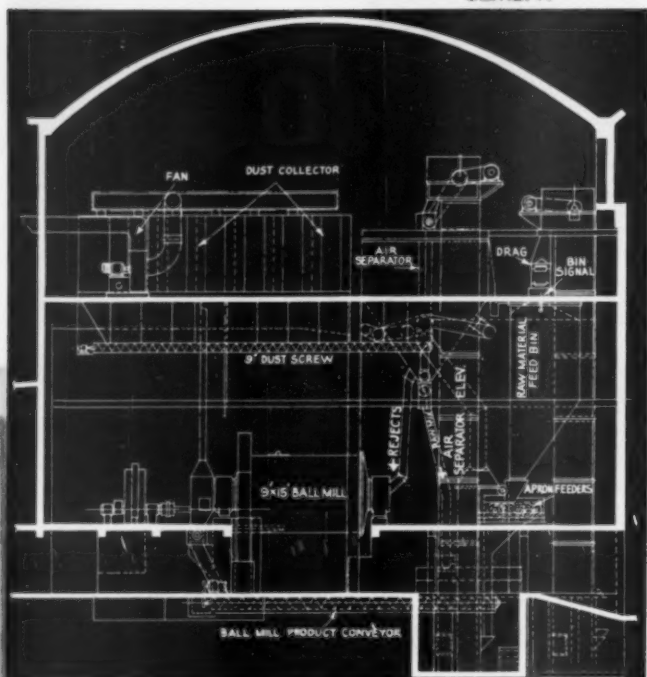 FAN
DUST COLLECTOR
AIR
SEPARATOR
DRAG
BIN
SIGNAL
9" DUST SCREW
RAW MATERIAL
FEED BIN
REJECTS
AIR
SEPARATOR ELEV.
9'x15' BALL MILL
APRON FEEDERS
BALL MILL PRODUCT CONVEYOR